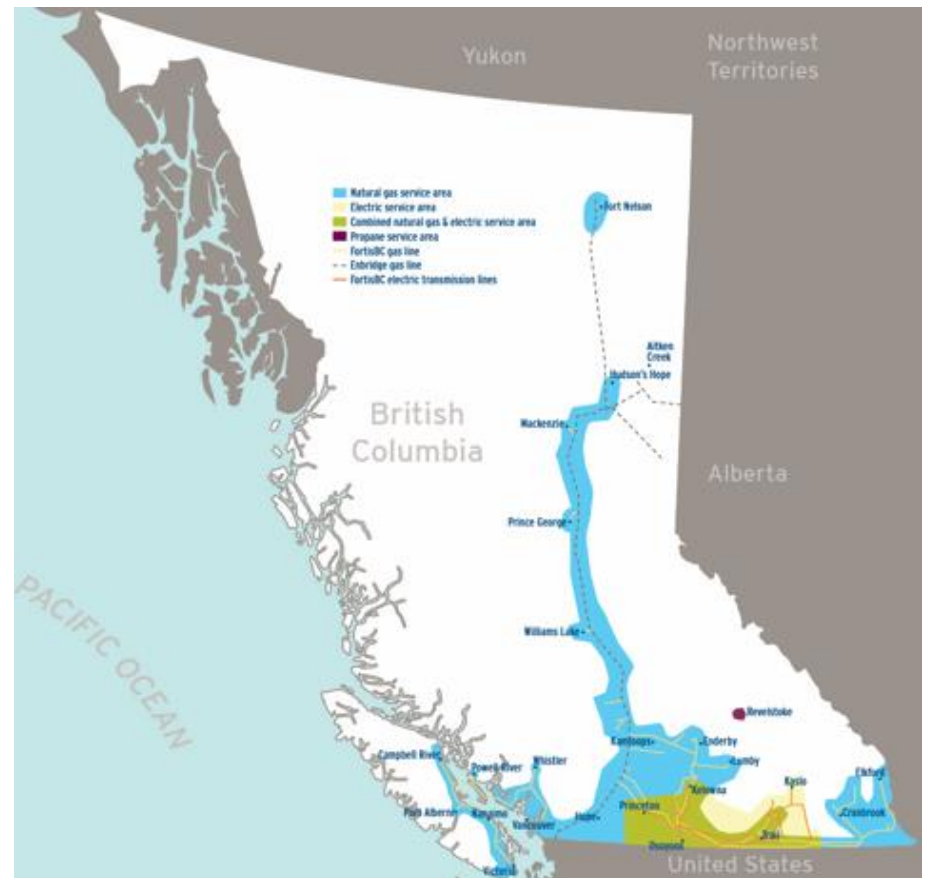 Yukon
Northwest
Territories
Natural gas service area
Electric service area
Combined natural gas & electric service area
Propane service area
FortisBC gas line
Enbridge gas line
FortisBC electric transmission lines
Fort Nelson
Aitken
Creek
Hudson's Hope
British
Columbia
Mackenzie
Alberta
Prince George
PACIFIC OCEAN
Williams Lake
Revelstoke
Kamloops
Enderby
Campbell River
Powell River
Whistler
Lumby
Elkford
Kaslo
Kelowna
Port Alberni
Nanaimo
Vancouver
Hope
Princeton
Cranbrook
Osoyoos
Trail
Victoria
United States